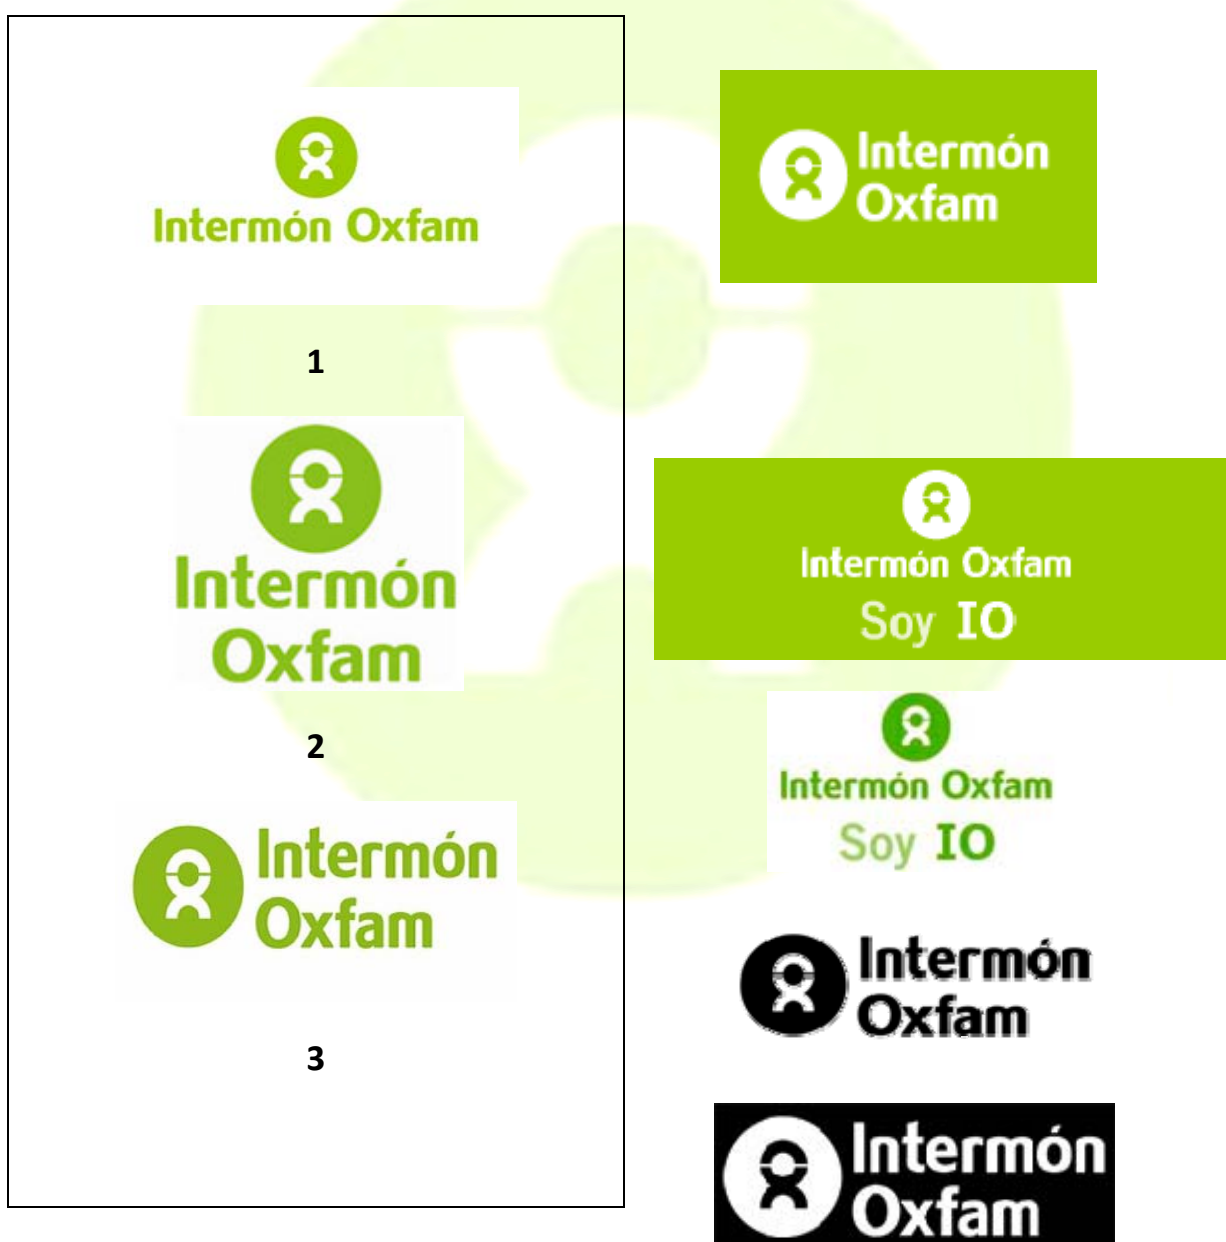 Intermón Oxfam
1
Intermón
Oxfam
2
Intermón
Oxfam
3
Intermón
Oxfam
Intermón Oxfam
Soy IO
Intermón Oxfam
Soy IO
Intermón
Oxfam
Intermón
Oxfam